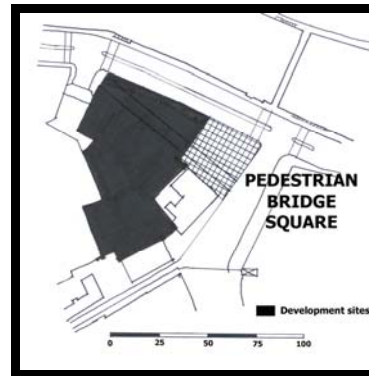 PEDESTRIAN
BRIDGE
SQUARE
Development sites
0 25 50 75 100